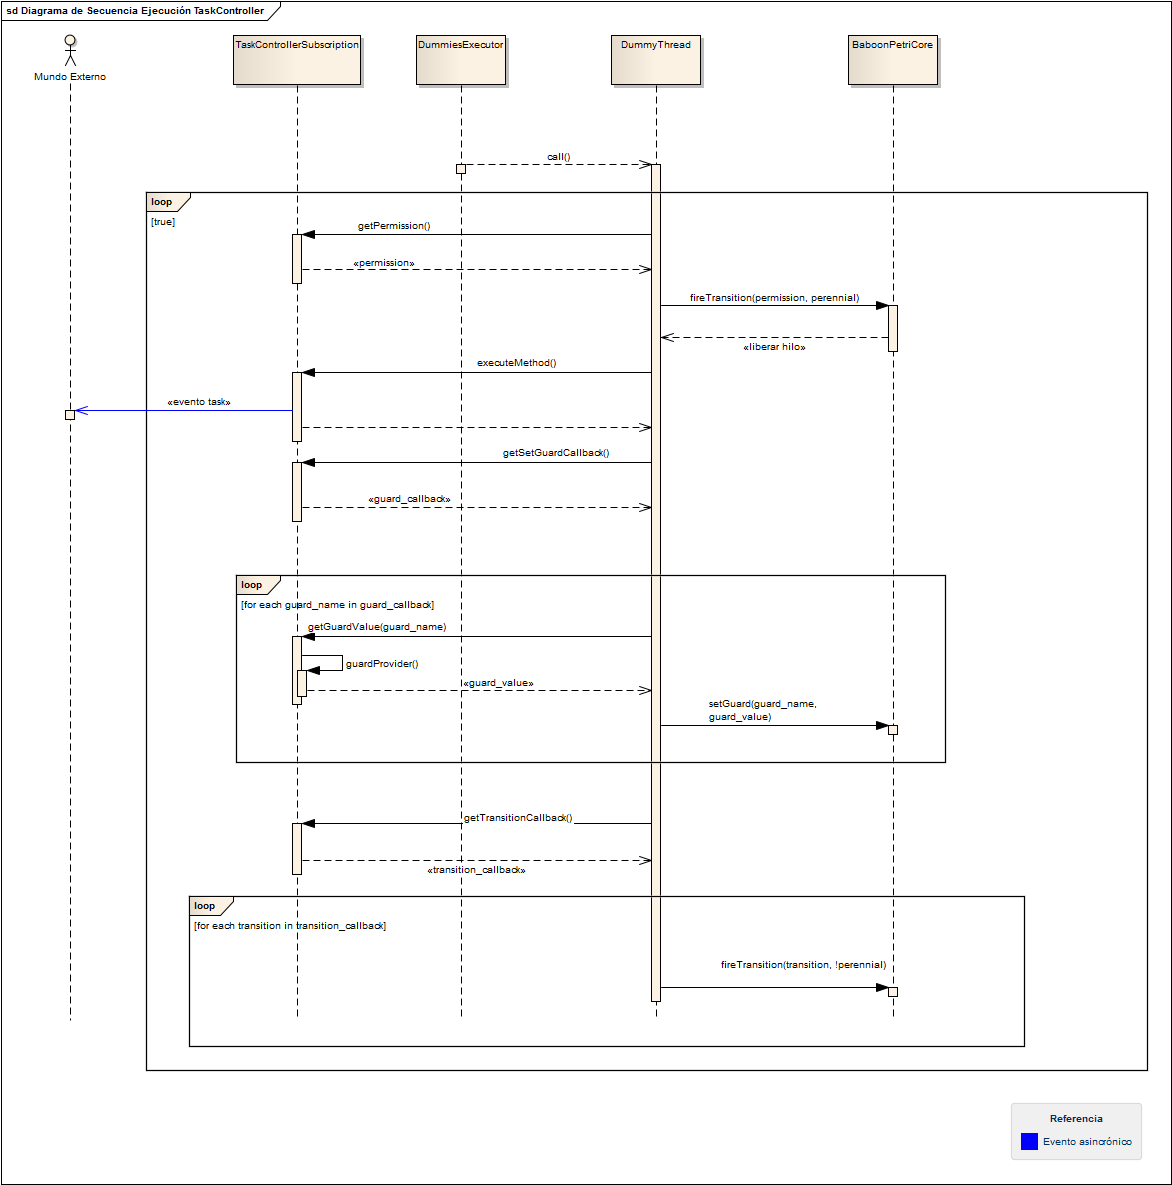 sd Diagrama de Secuencia Ejecución TaskController
Mundo Externo
TaskControllerSubscription
DummiesExecutor
DummyThread
BaboonPetriCore
call()
loop
[true]
getPermission()
«permission»
fireTransition(permission, perennial)
«liberar hilo»
executeMethod()
«evento task»
getSetGuardCallback()
«guard_callback»
loop
[for each guard_name in guard_callback]
getGuardValue(guard_name)
guardProvider()
«guard_value»
setGuard(guard_name,
guard_value)
getTransitionCallback()
«transition_callback»
loop
[for each transition in transition_callback]
fireTransition(transition, !perennial)
Referencia
Evento asincrónico